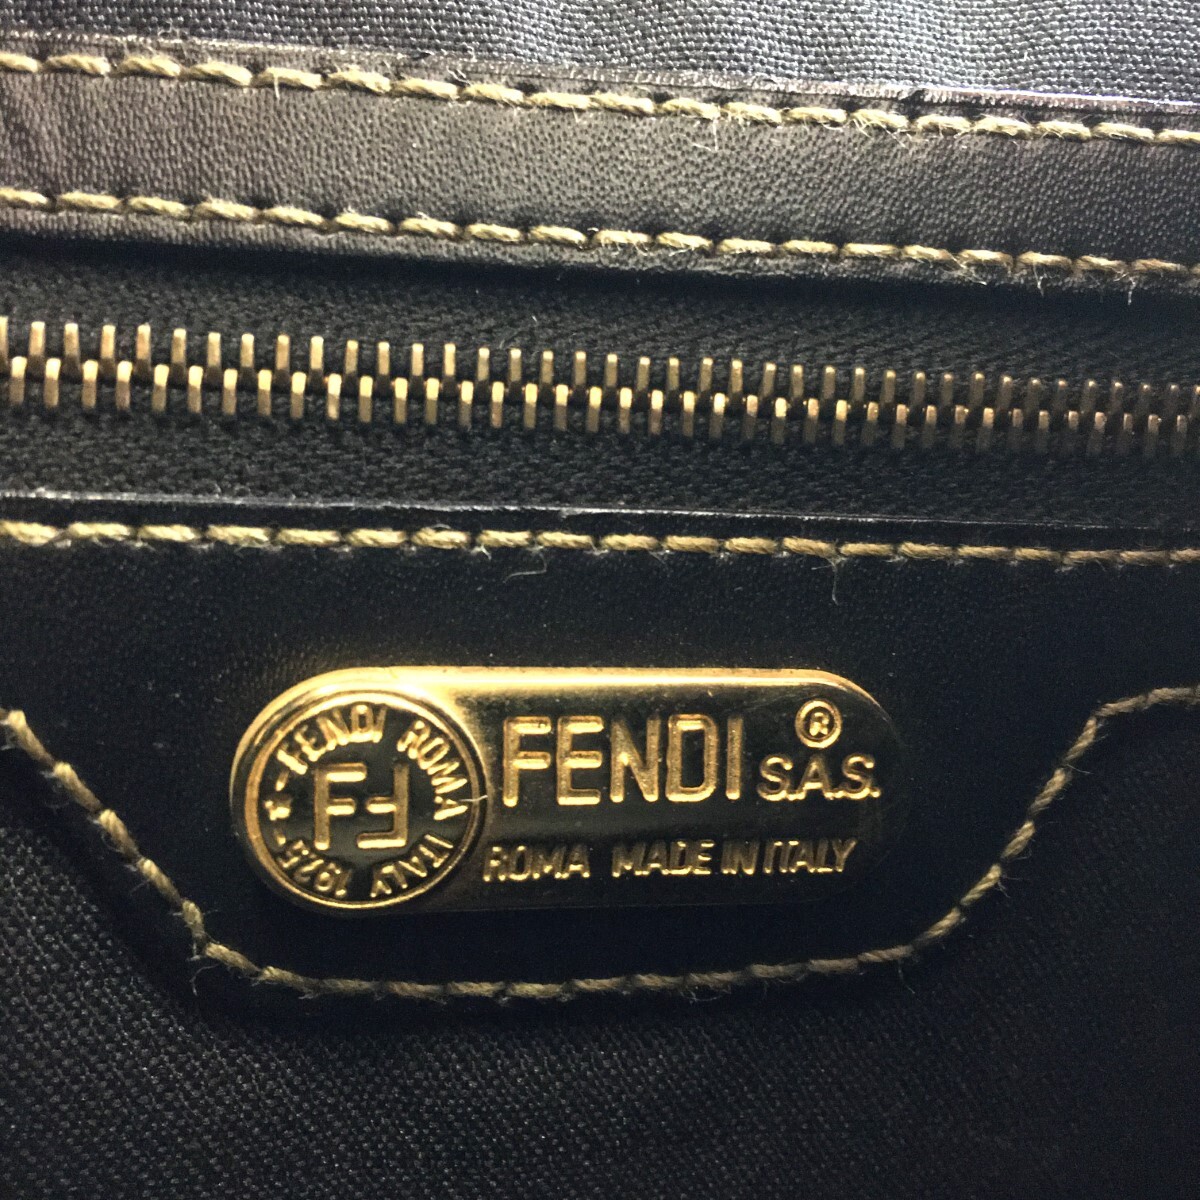 FENDI ROMA ITALY 1925
FF
FENDI S.A.S.®
ROMA MADE IN ITALY